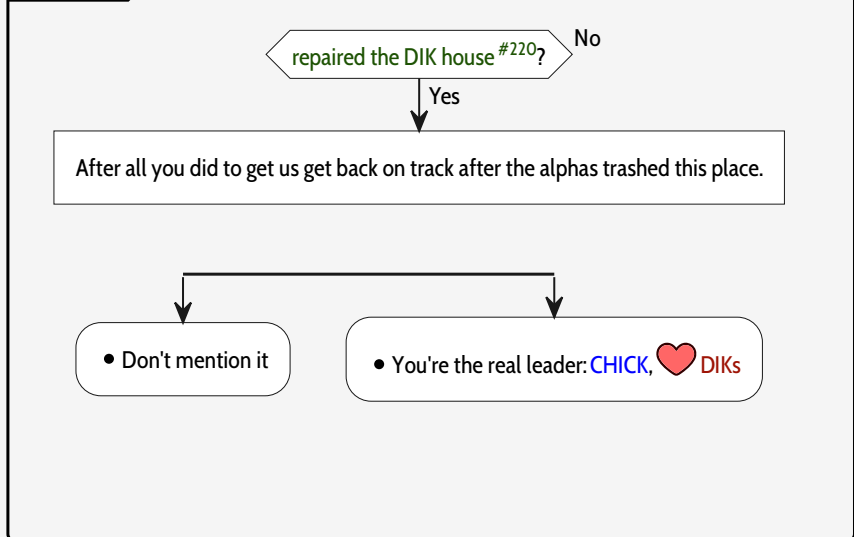 No
repaired the DIK house #220?
Yes
After all you did to get us get back on track after the alphas trashed this place.
• Don't mention it
• You're the real leader: CHICK, ❤ DIKs